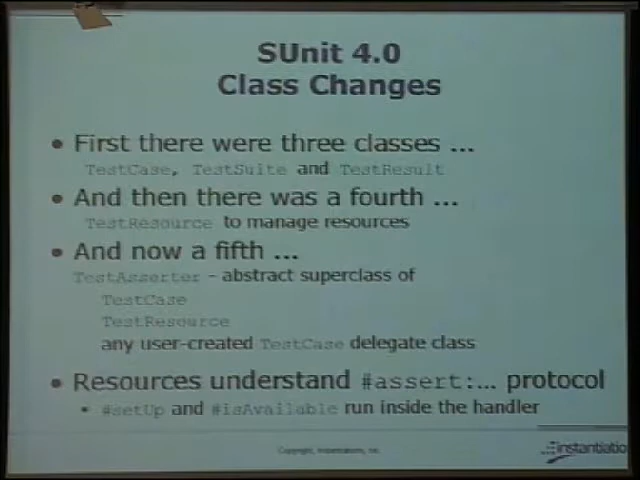 SUnit 4.0
Class Changes
• First there were three classes ...
TestCase, TestSuite and TestResult
• And then there was a fourth ...
TestResource to manage resources
• And now a fifth ...
TestAsserter - abstract superclass of
TestCase
TestResource
any user-created TestCase delegate class
• Resources understand #assert:... protocol
• #setUp and #isAvailable run inside the handler
Copyright, Instantiations, Inc.
instantiatio